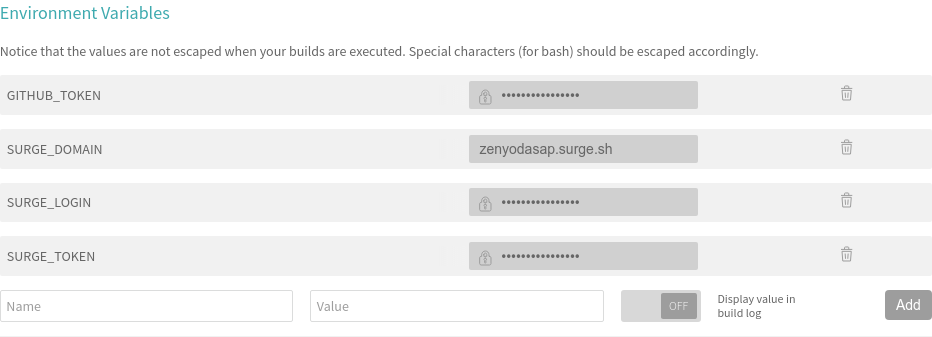 Environment Variables
Notice that the values are not escaped when your builds are executed. Special characters (for bash) should be escaped accordingly.
GITHUB_TOKEN ••••••••••••••••
SURGE_DOMAIN zenyodasap.surge.sh
SURGE_LOGIN ••••••••••••••••
SURGE_TOKEN ••••••••••••••••
Name Value OFF Display value in
build log Add